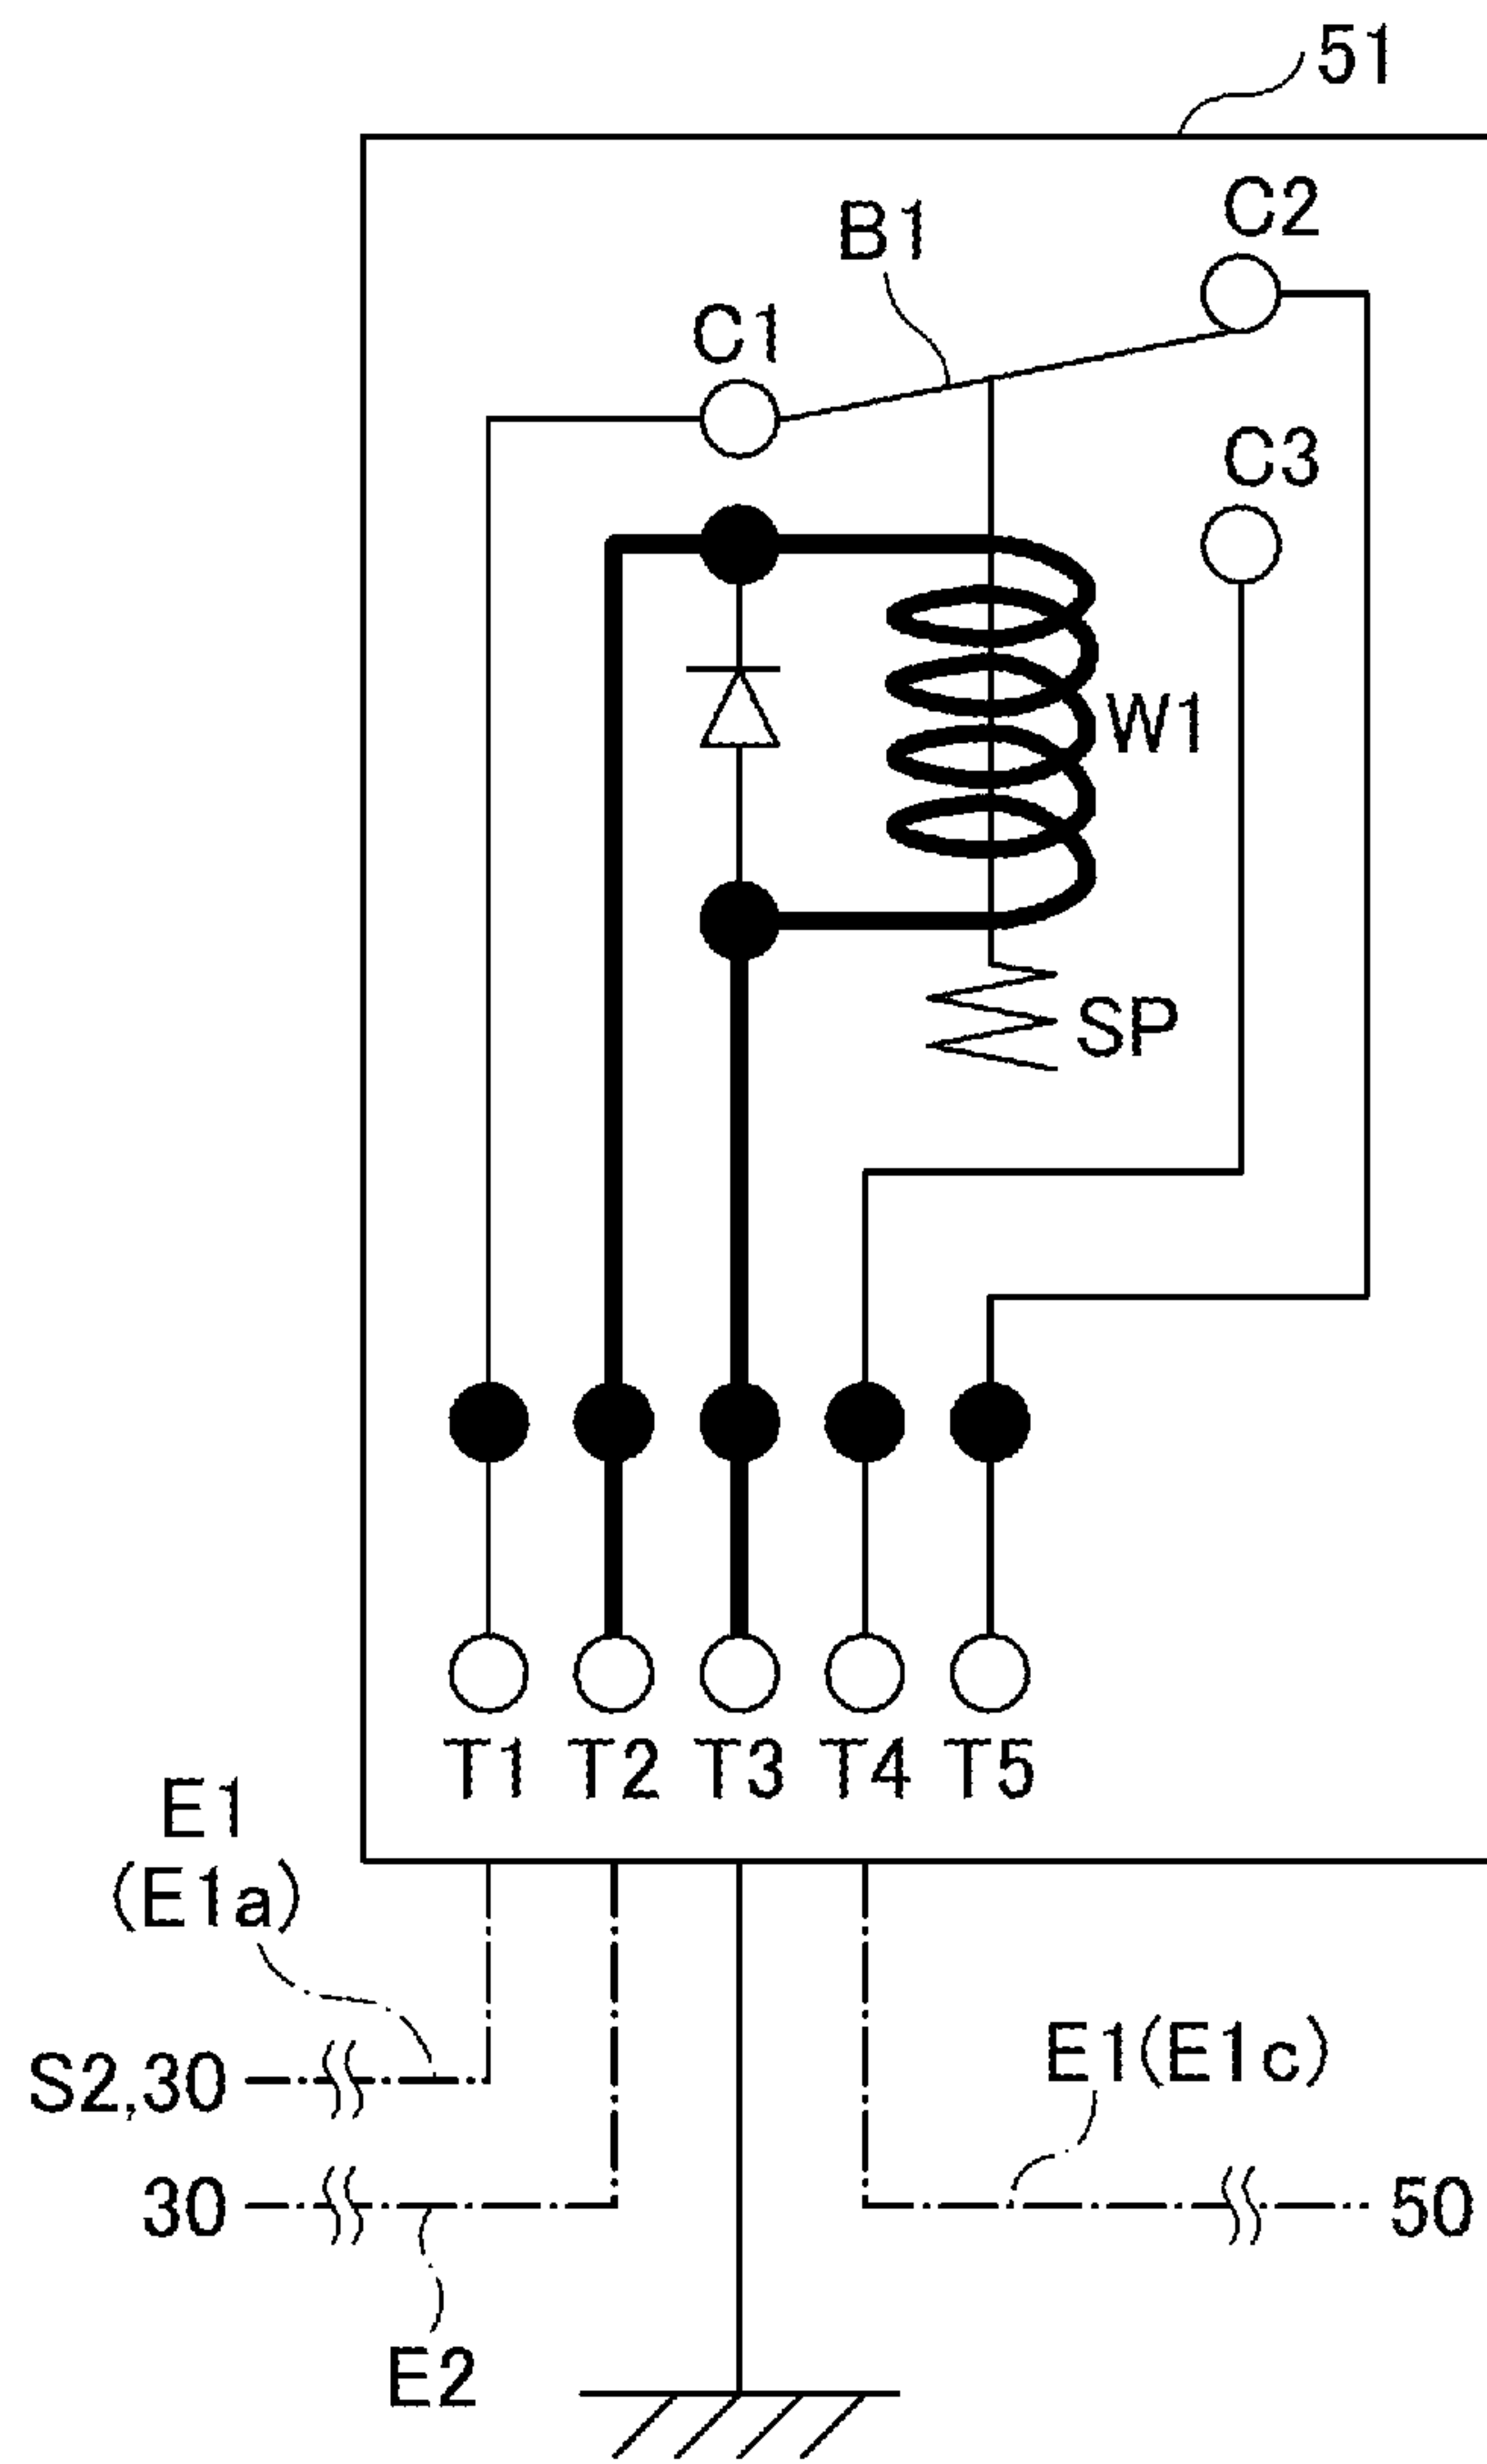 51
C2
B1
C1
C3
W1
SP
T1 T2 T3 T4 T5
E1
(E1a)
E1(E1c)
S2,30
30
50
E2